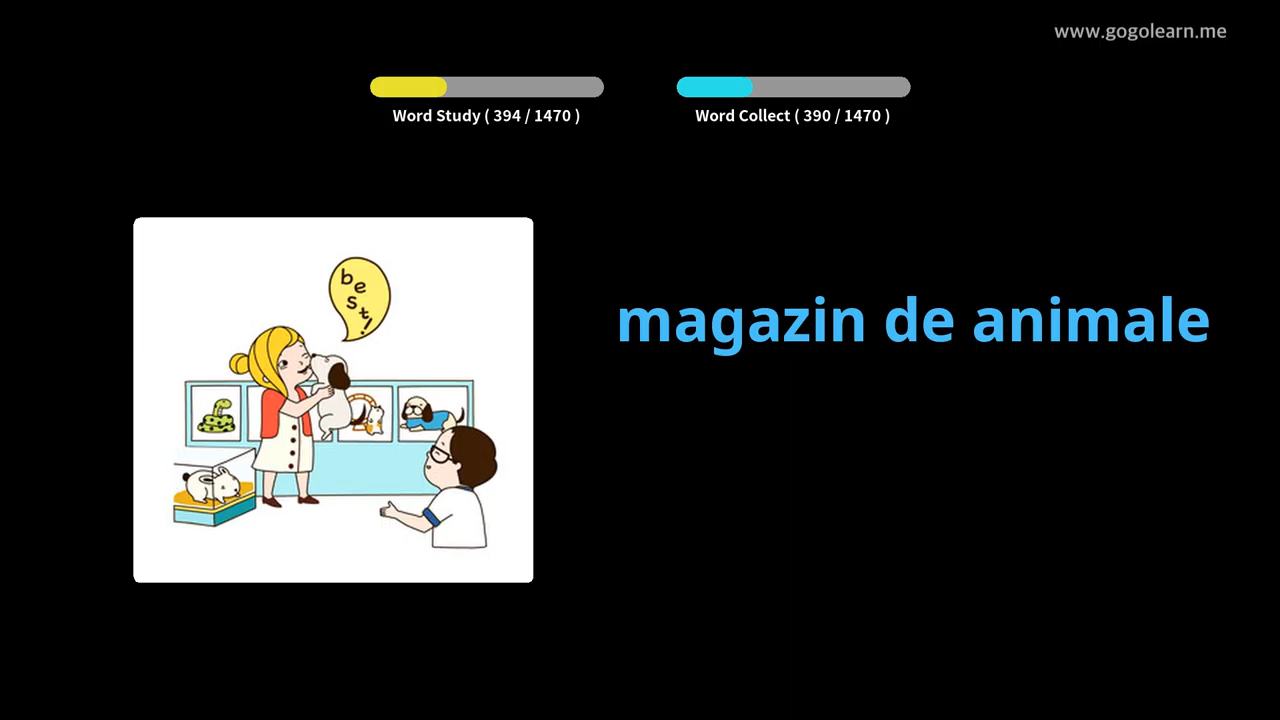 www.gogolearn.me
Word Study ( 394 / 1470 )
Word Collect ( 390 / 1470 )
best!
magazin de animale